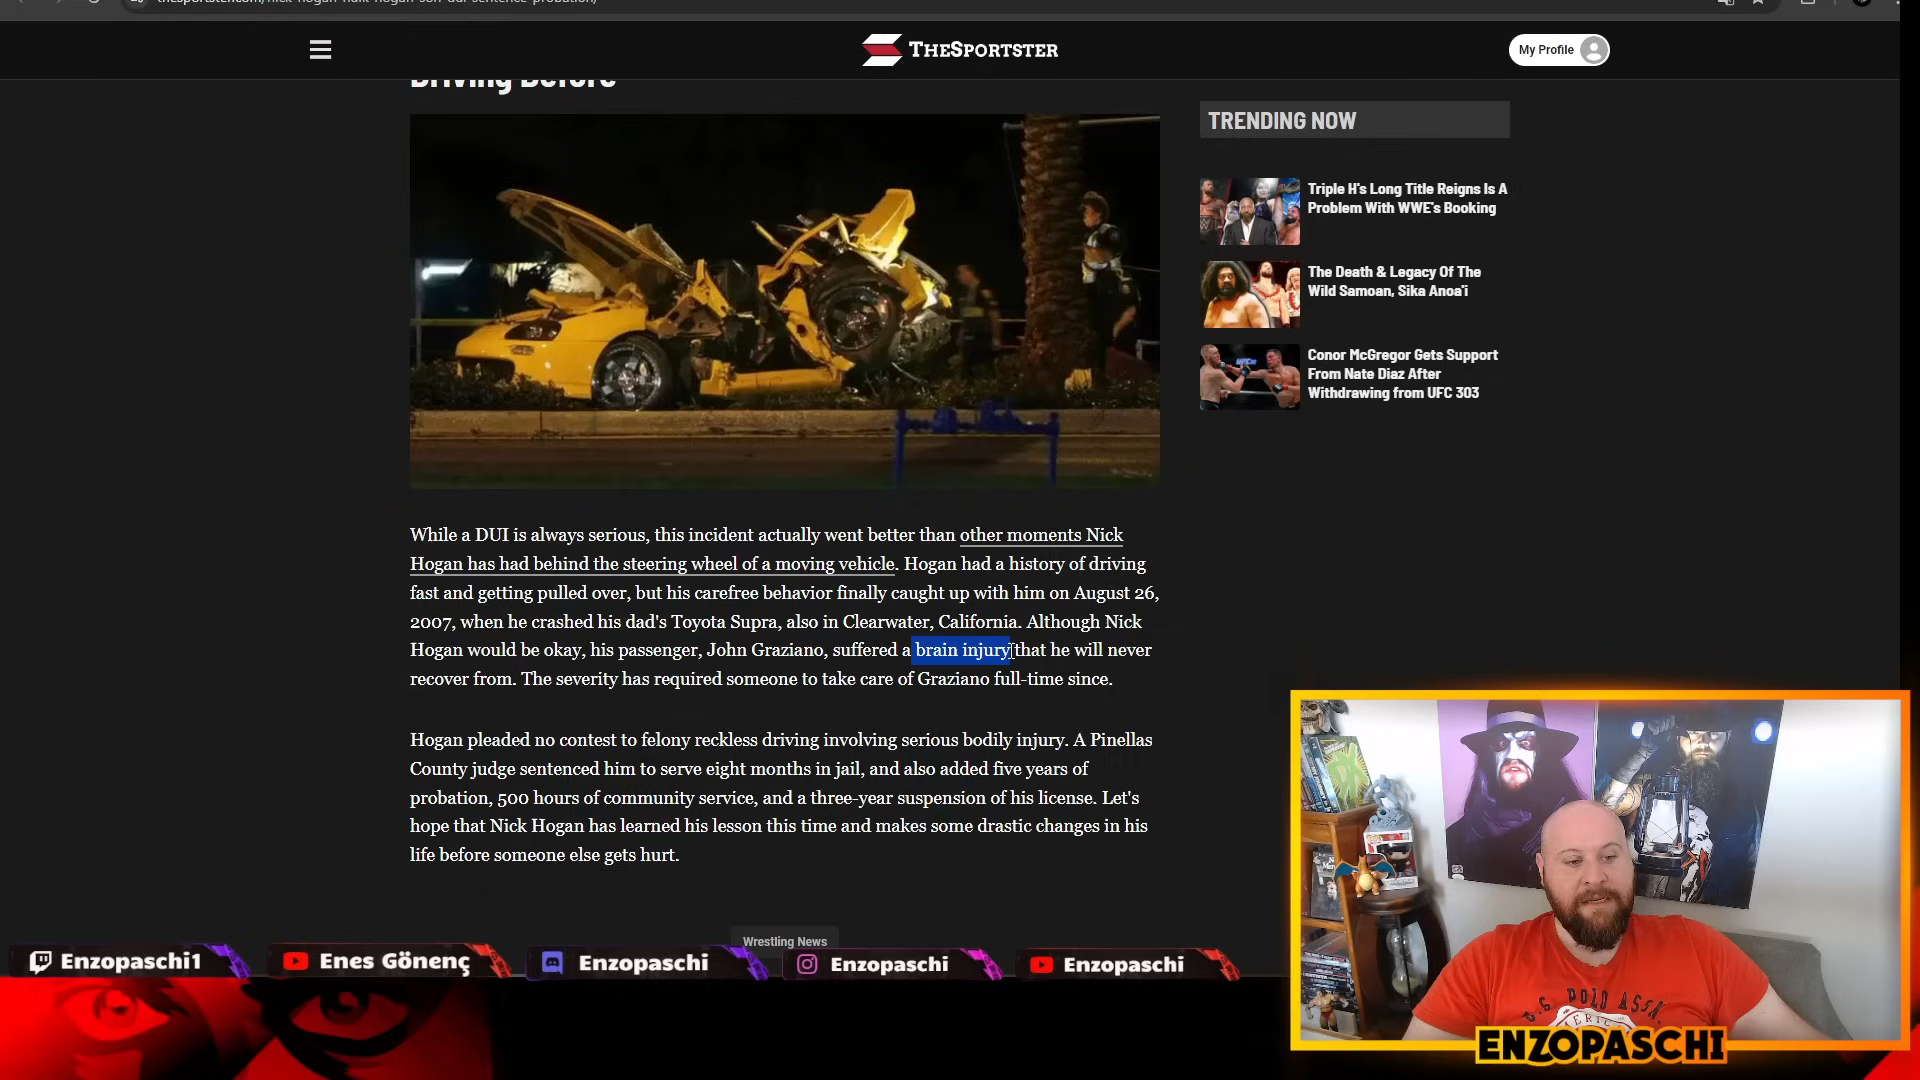 thesportster.com/nick-hogan-hulk-hogan-son-dui-sentence-probation/
THESPORTSTER
My Profile
Driving Before
TRENDING NOW
Triple H's Long Title Reigns Is A
Problem With WWE's Booking
The Death & Legacy Of The
Wild Samoan, Sika Anoa'i
Conor McGregor Gets Support
From Nate Diaz After
Withdrawing from UFC 303
While a DUI is always serious, this incident actually went better than other moments Nick
Hogan has had behind the steering wheel of a moving vehicle. Hogan had a history of driving
fast and getting pulled over, but his carefree behavior finally caught up with him on August 26,
2007, when he crashed his dad's Toyota Supra, also in Clearwater, California. Although Nick
Hogan would be okay, his passenger, John Graziano, suffered a brain injury that he will never
recover from. The severity has required someone to take care of Graziano full-time since.
Hogan pleaded no contest to felony reckless driving involving serious bodily injury. A Pinellas
County judge sentenced him to serve eight months in jail, and also added five years of
probation, 500 hours of community service, and a three-year suspension of his license. Let's
hope that Nick Hogan has learned his lesson this time and makes some drastic changes in his
life before someone else gets hurt.
Wrestling News
Enzopaschi1
Enes Gönenç
Enzopaschi
Enzopaschi
Enzopaschi
U.S. POLO ASSN.
ENZOPASCHI